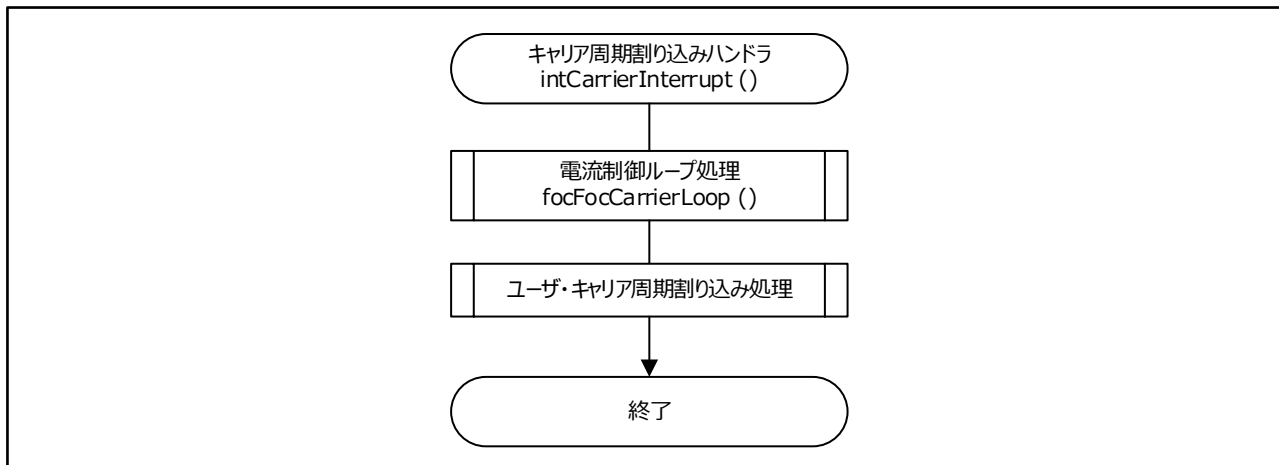 キャリア周期割り込みハンドラ
intCarrierInterrupt ()
電流制御ループ処理
focFocCarrierLoop ()
ユーザ・キャリア周期割り込み処理
終了